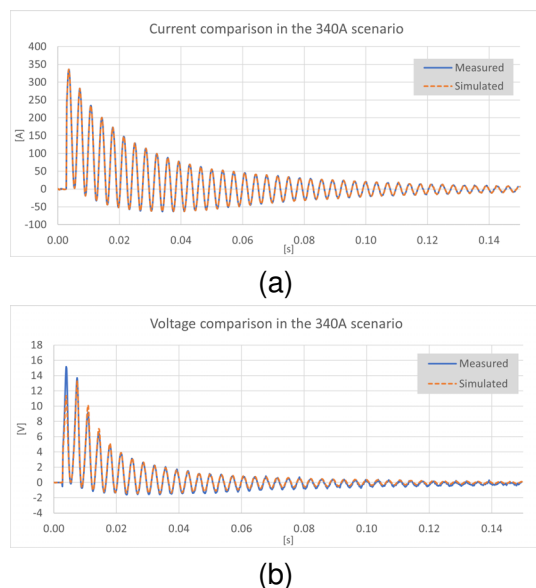 Current comparison in the 340A scenario
400
350
300
250
200
150
100
50
0
-50
-100
[A]
Measured
Simulated
0.00 0.02 0.04 0.06 0.08 0.10 0.12 0.14
[s]
(a)
Voltage comparison in the 340A scenario
18
16
14
12
10
8
6
4
2
0
-2
-4
[V]
Measured
Simulated
0.00 0.02 0.04 0.06 0.08 0.10 0.12 0.14
[s]
(b)